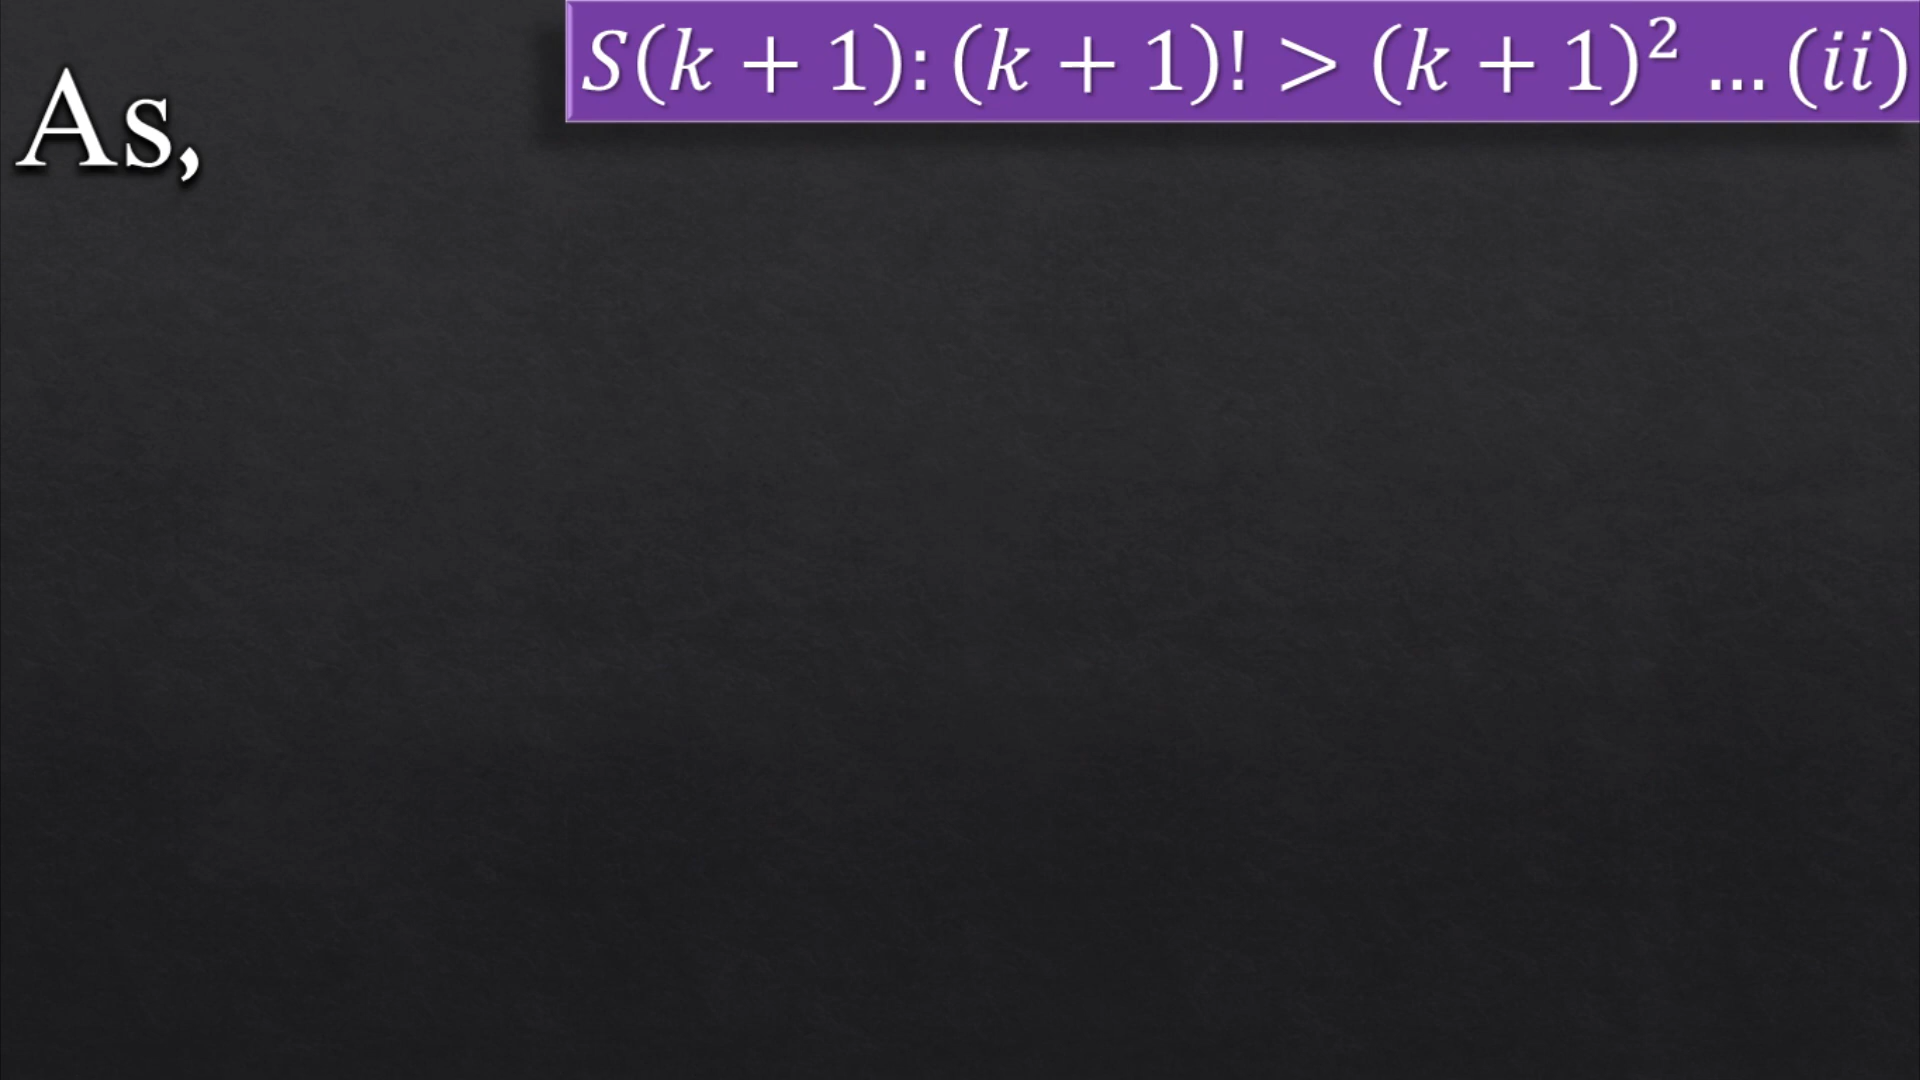 S(k + 1): (k + 1)! > (k + 1)² … (ii)
As,